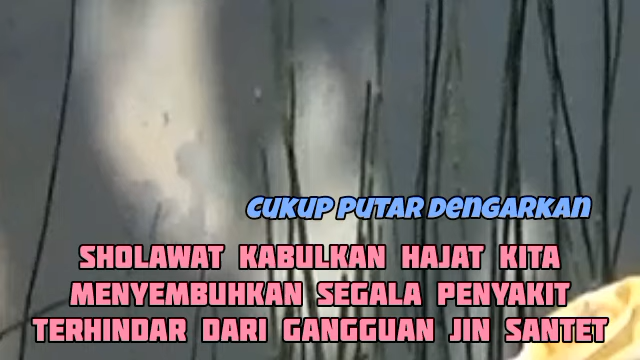 CUKUP PUTAR DENGARKAN
SHOLAWAT KABULKAN HAJAT KITA
MENYEMBUHKAN SEGALA PENYAKIT
TERHINDAR DARI GANGGUAN JIN SANTET